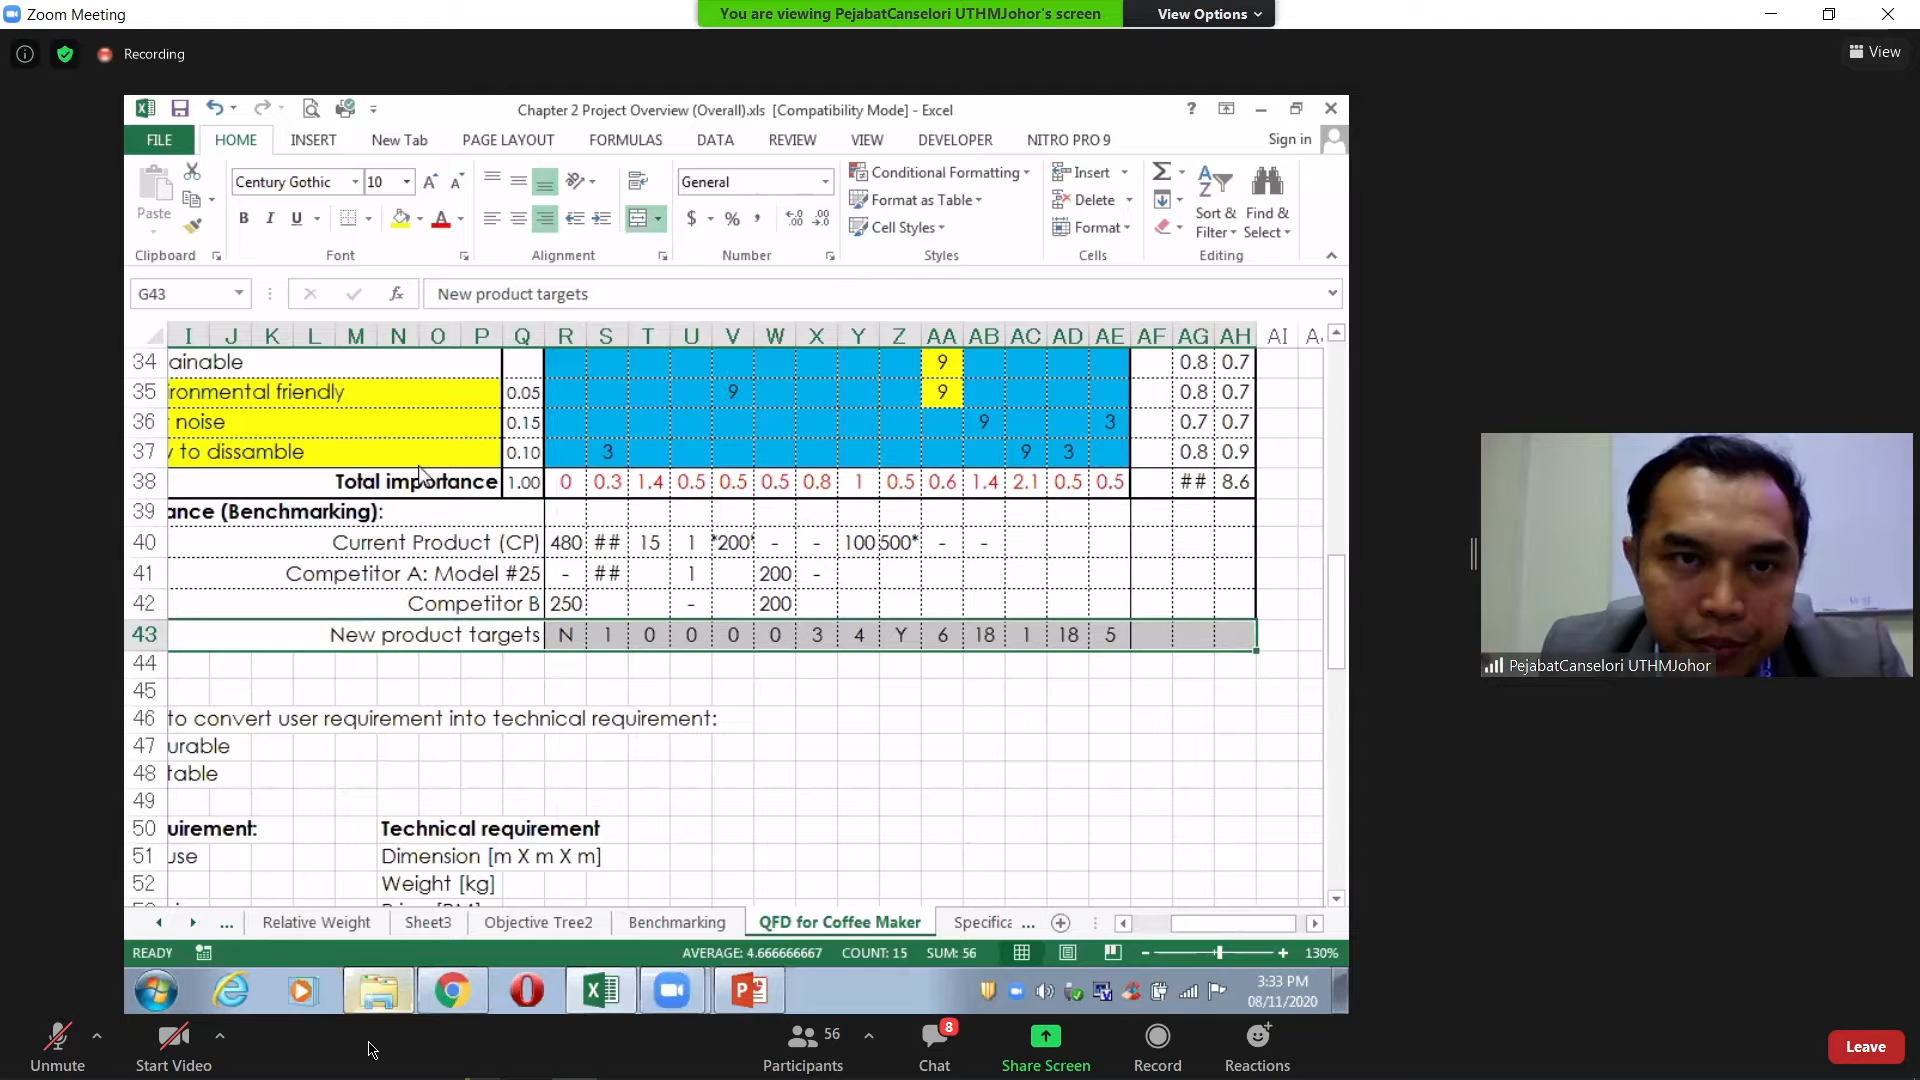 Zoom Meeting
You are viewing PejabatCanselori UTHMJohor's screen
View Options
Recording
View
Chapter 2 Project Overview (Overall).xls [Compatibility Mode] - Excel
FILE HOME INSERT New Tab PAGE LAYOUT FORMULAS DATA REVIEW VIEW DEVELOPER NITRO PRO 9 Sign in
Paste
Century Gothic 10
B I U
General
$ %
Conditional Formatting
Format as Table
Cell Styles
Insert
Delete
Format
Sort & Filter
Find & Select
Clipboard Font Alignment Number Styles Cells Editing
G43 fx New product targets
I J K L M N O P Q R S T U V W X Y Z AA AB AC AD AE AF AG AH AI
34 ainable 9 0.8 0.7
35 ronmental friendly 0.05 9 9 0.8 0.7
36 noise 0.15 9 3 0.7 0.7
37 to dissamble 0.10 3 9 3 0.8 0.9
38 Total importance 1.00 0 0.3 1.4 0.5 0.5 0.5 0.8 1 0.5 0.6 1.4 2.1 0.5 0.5 ## 8.6
39 ance (Benchmarking):
40 Current Product (CP) 480 ## 15 1 *200* - - 100 500* - -
41 Competitor A: Model #25 - ## 1 200 -
42 Competitor B 250 - 200
43 New product targets N 1 0 0 0 0 3 4 Y 6 18 1 18 5
44
45
46 to convert user requirement into technical requirement:
47 urable
48 table
49
50 uirement: Technical requirement
51 use Dimension [m X m X m]
52 Weight [kg]
... Relative Weight Sheet3 Objective Tree2 Benchmarking QFD for Coffee Maker Specifica ...
READY AVERAGE: 4.666666667 COUNT: 15 SUM: 56 130%
3:33 PM
08/11/2020
PejabatCanselori UTHMJohor
Unmute
Start Video
56
Participants
8
Chat
Share Screen
Record
Reactions
Leave